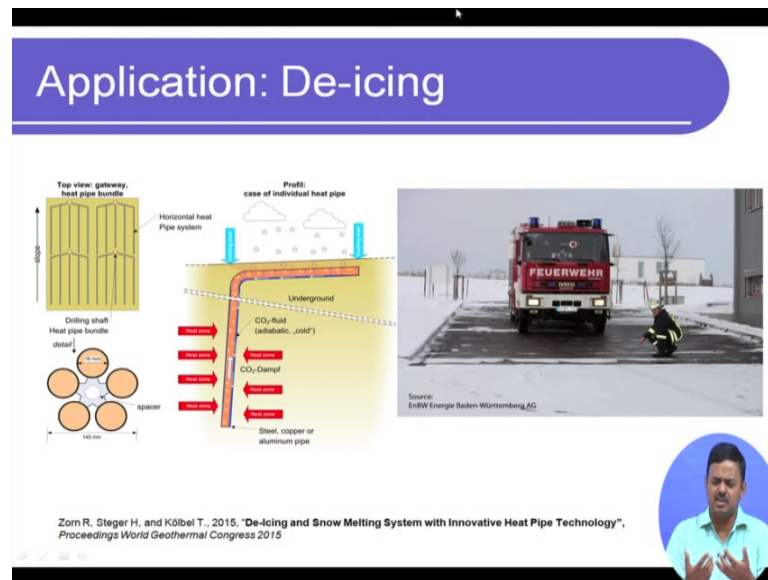 Application: De-icing
Top view: gateway,
heat pipe bundle
Horizontal heat
Pipe system
slope
Drilling shaft
Heat pipe bundle
detail
16 mm
spacer
145 mm
Profil:
case of individual heat pipe
Underground
CO₂-fluid
(adiabatic, „cold“)
Heat zone
Heat zone
Heat zone
CO₂-Dampf
Heat zone
Heat zone
Heat zone
Heat zone
Steel, copper or
aluminum pipe
FEUERWEHR
Source:
EnBW Energie Baden-Württemberg AG
Zorn R, Steger H, and Kölbel T., 2015, "De-Icing and Snow Melting System with Innovative Heat Pipe Technology",
Proceedings World Geothermal Congress 2015